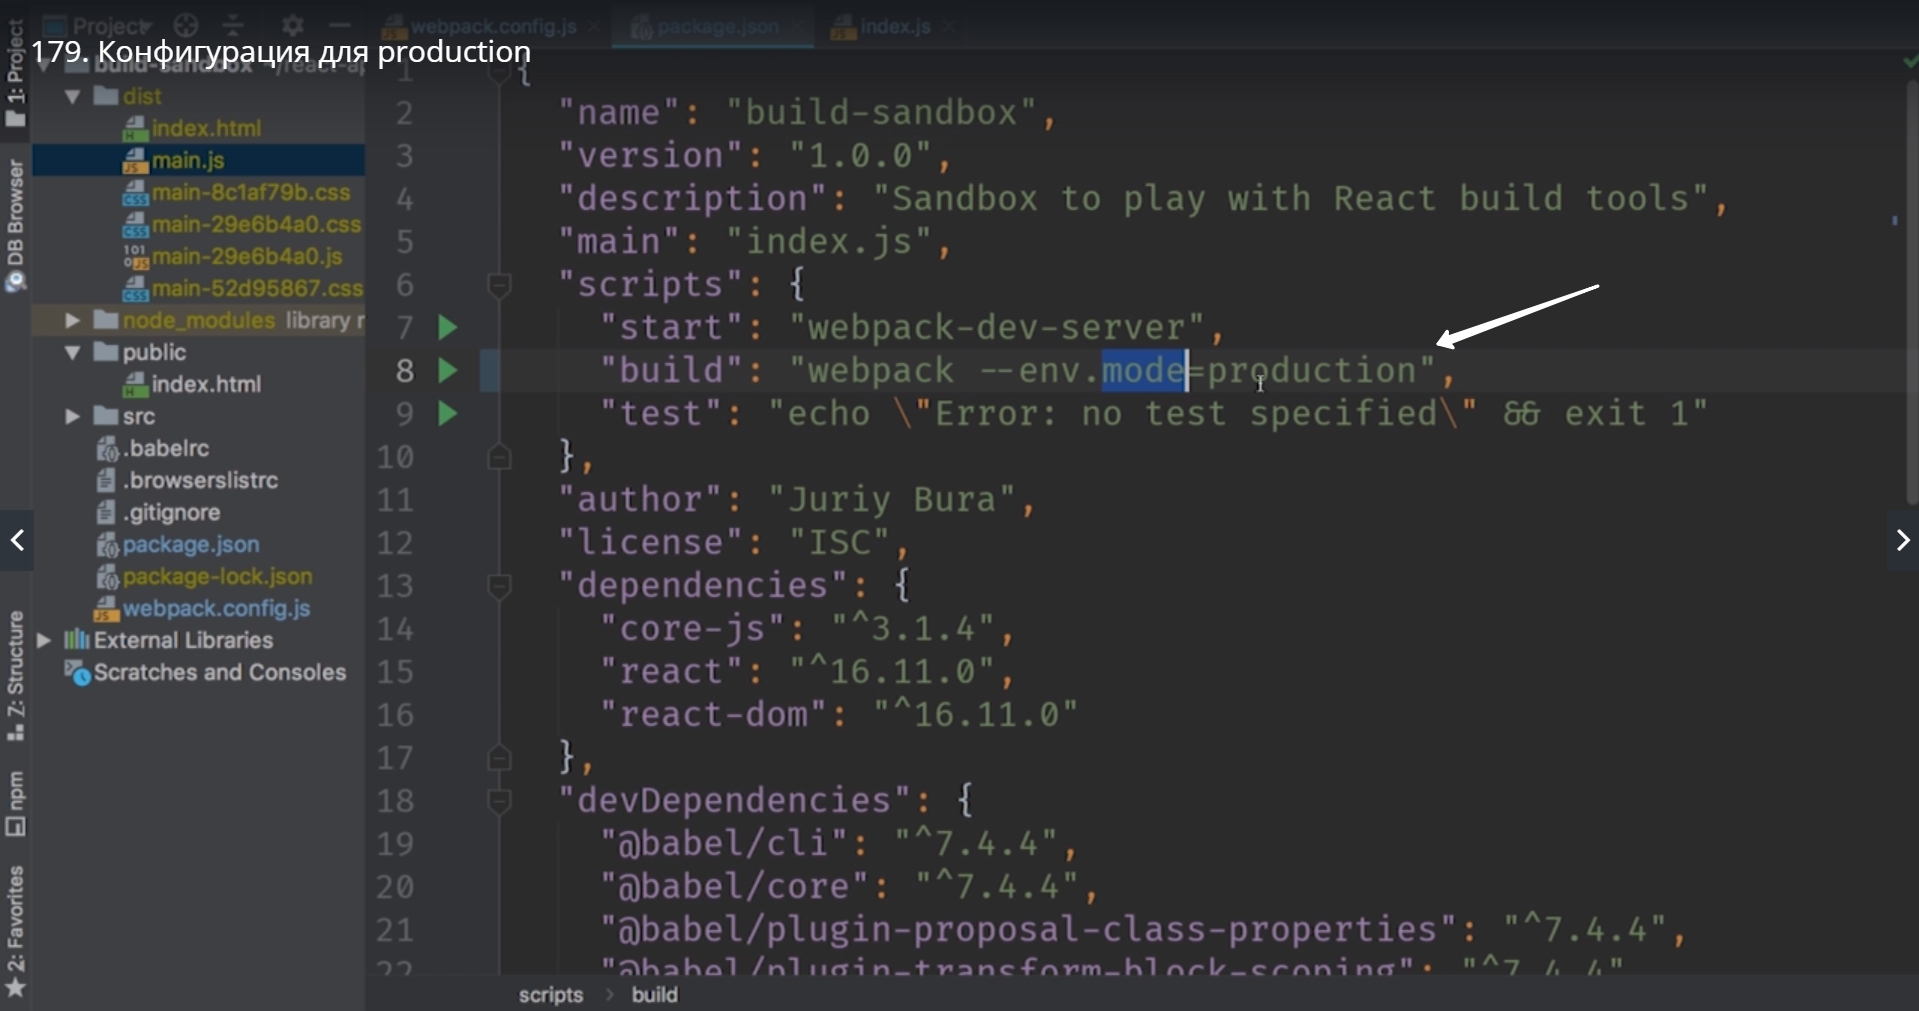 1: Project
Project
webpack.config.js
package.json
index.js
179. Конфигурация для production
build-sandbox
dist
index.html
main.js
main-8c1af79b.css
main-29e6b4a0.css
main-29e6b4a0.js
main-52d95867.css
node_modules library r
public
index.html
src
.babelrc
.browserslistrc
.gitignore
package.json
package-lock.json
webpack.config.js
External Libraries
Scratches and Consoles
DB Browser
Z: Structure
npm
2: Favorites
1 {
2 "name": "build-sandbox",
3 "version": "1.0.0",
4 "description": "Sandbox to play with React build tools",
5 "main": "index.js",
6 "scripts": {
7 "start": "webpack-dev-server",
8 "build": "webpack --env.mode=production",
9 "test": "echo \"Error: no test specified\" && exit 1"
10 },
11 "author": "Juriy Bura",
12 "license": "ISC",
13 "dependencies": {
14 "core-js": "^3.1.4",
15 "react": "^16.11.0",
16 "react-dom": "^16.11.0"
17 },
18 "devDependencies": {
19 "@babel/cli": "^7.4.4",
20 "@babel/core": "^7.4.4",
21 "@babel/plugin-proposal-class-properties": "^7.4.4",
22 "@babel/plugin-transform-block-scoping": "^7.4.4"
scripts > build